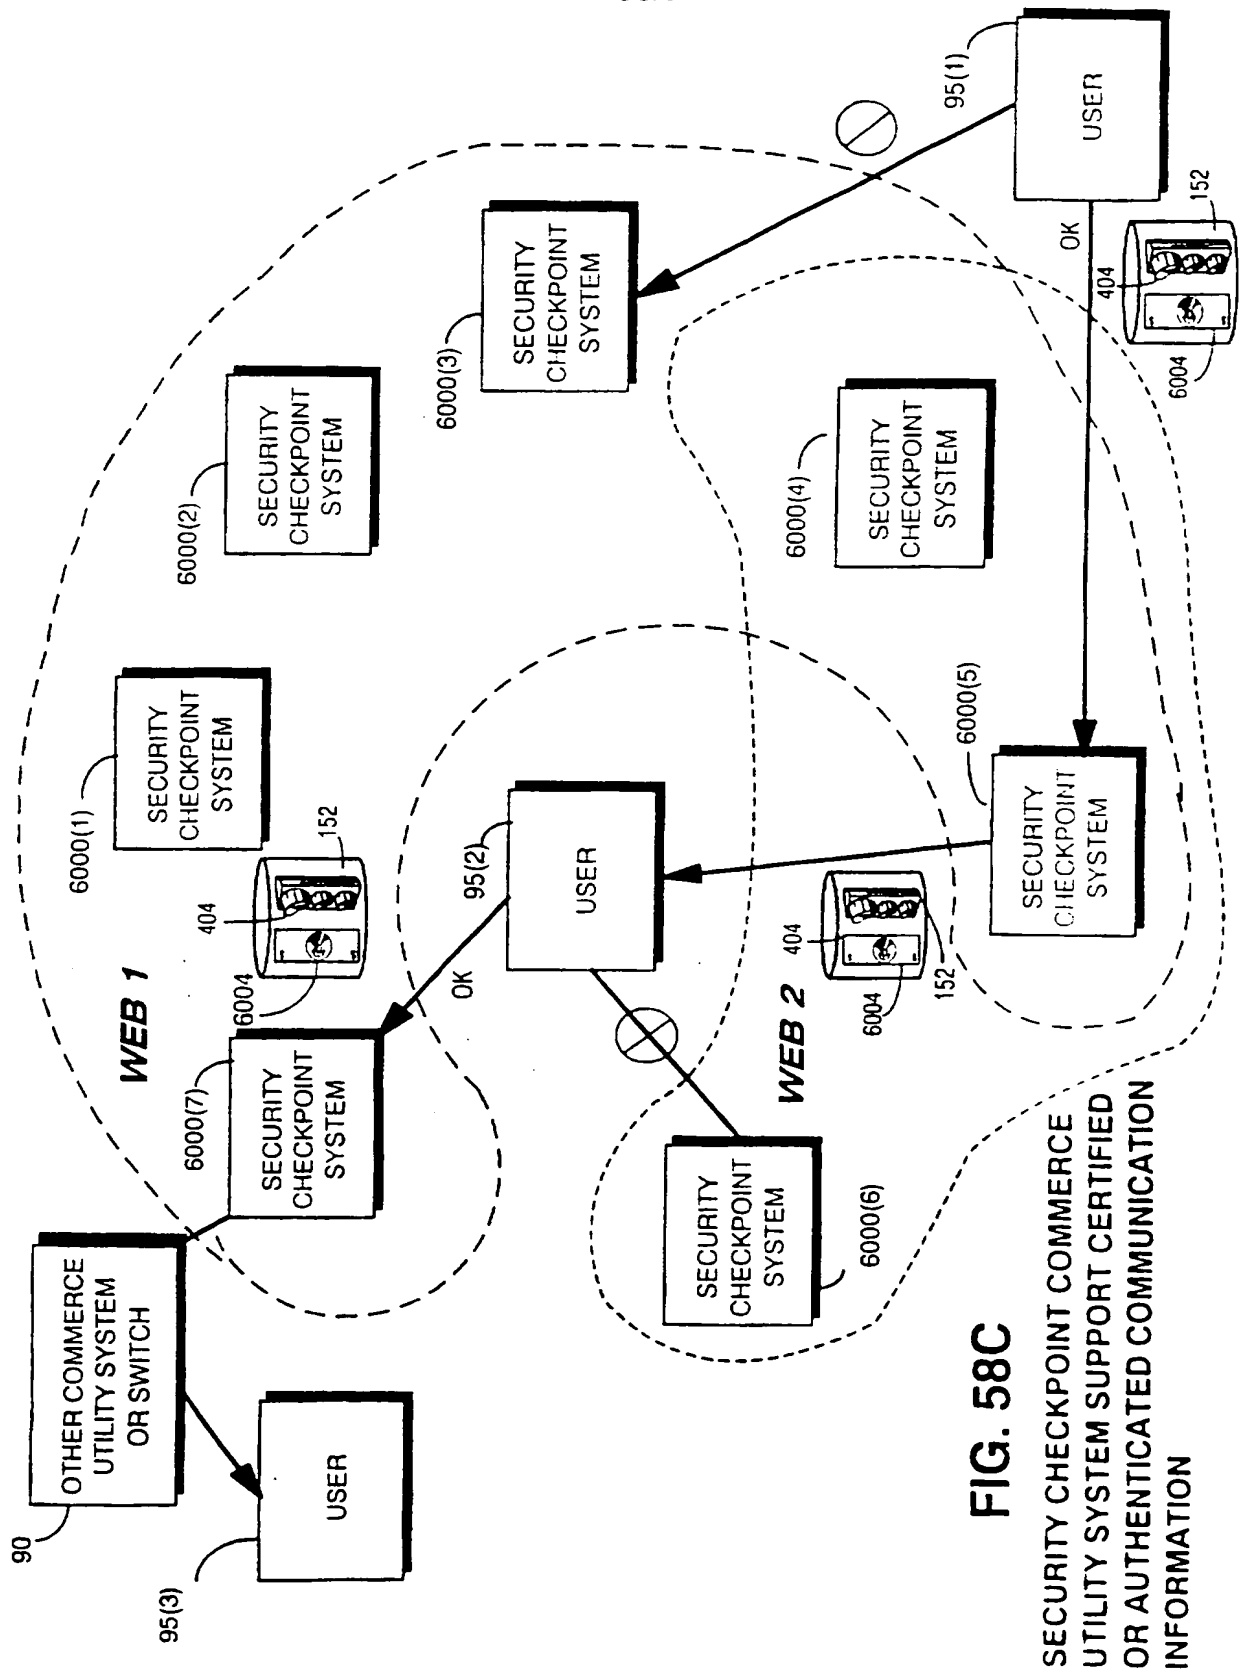 90
OTHER COMMERCE
UTILITY SYSTEM
OR SWITCH
95(3)
USER
6000(7)
SECURITY
CHECKPOINT
SYSTEM
WEB 1
6004
404
152
6000(1)
SECURITY
CHECKPOINT
SYSTEM
6000(2)
SECURITY
CHECKPOINT
SYSTEM
6000(3)
SECURITY
CHECKPOINT
SYSTEM
95(1)
USER
OK
404
152
6004
OK
95(2)
USER
6000(4)
SECURITY
CHECKPOINT
SYSTEM
6000(5)
SECURITY
CHECKPOINT
SYSTEM
WEB 2
404
6004
152
SECURITY
CHECKPOINT
SYSTEM
6000(6)
FIG. 58C
SECURITY CHECKPOINT COMMERCE
UTILITY SYSTEM SUPPORT CERTIFIED
OR AUTHENTICATED COMMUNICATION
INFORMATION